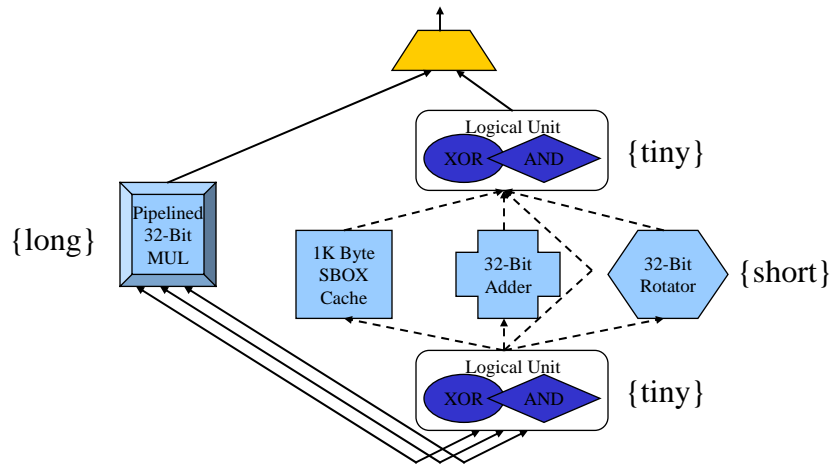 Logical Unit
XOR AND
{tiny}
Pipelined
32-Bit
MUL
{long}
1K Byte
SBOX
Cache
32-Bit
Adder
32-Bit
Rotator
{short}
Logical Unit
XOR AND
{tiny}